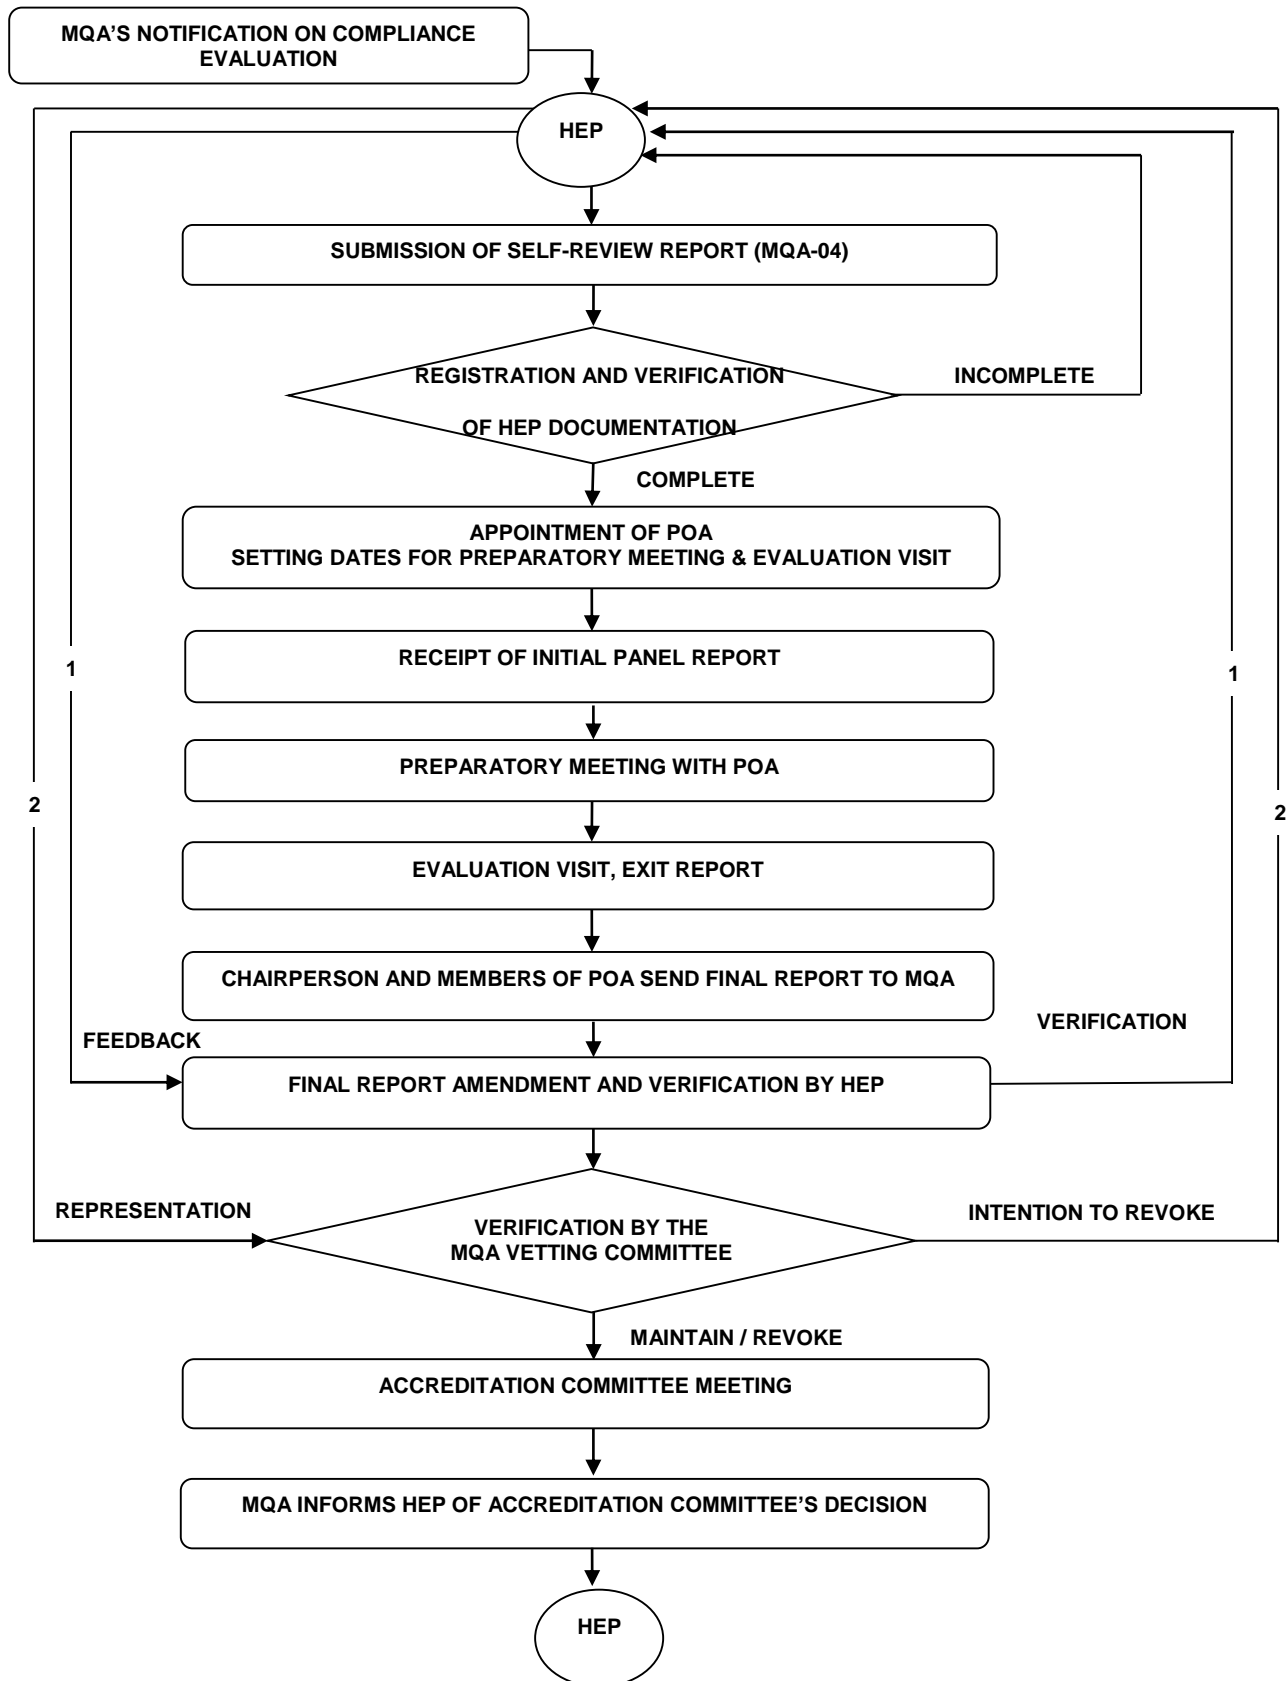 MQA'S NOTIFICATION ON COMPLIANCE
EVALUATION
HEP
SUBMISSION OF SELF-REVIEW REPORT (MQA-04)
REGISTRATION AND VERIFICATION
OF HEP DOCUMENTATION
INCOMPLETE
COMPLETE
APPOINTMENT OF POA
SETTING DATES FOR PREPARATORY MEETING & EVALUATION VISIT
RECEIPT OF INITIAL PANEL REPORT
1
1
PREPARATORY MEETING WITH POA
2
2
EVALUATION VISIT, EXIT REPORT
CHAIRPERSON AND MEMBERS OF POA SEND FINAL REPORT TO MQA
VERIFICATION
FEEDBACK
FINAL REPORT AMENDMENT AND VERIFICATION BY HEP
REPRESENTATION
VERIFICATION BY THE
MQA VETTING COMMITTEE
INTENTION TO REVOKE
MAINTAIN / REVOKE
ACCREDITATION COMMITTEE MEETING
MQA INFORMS HEP OF ACCREDITATION COMMITTEE'S DECISION
HEP